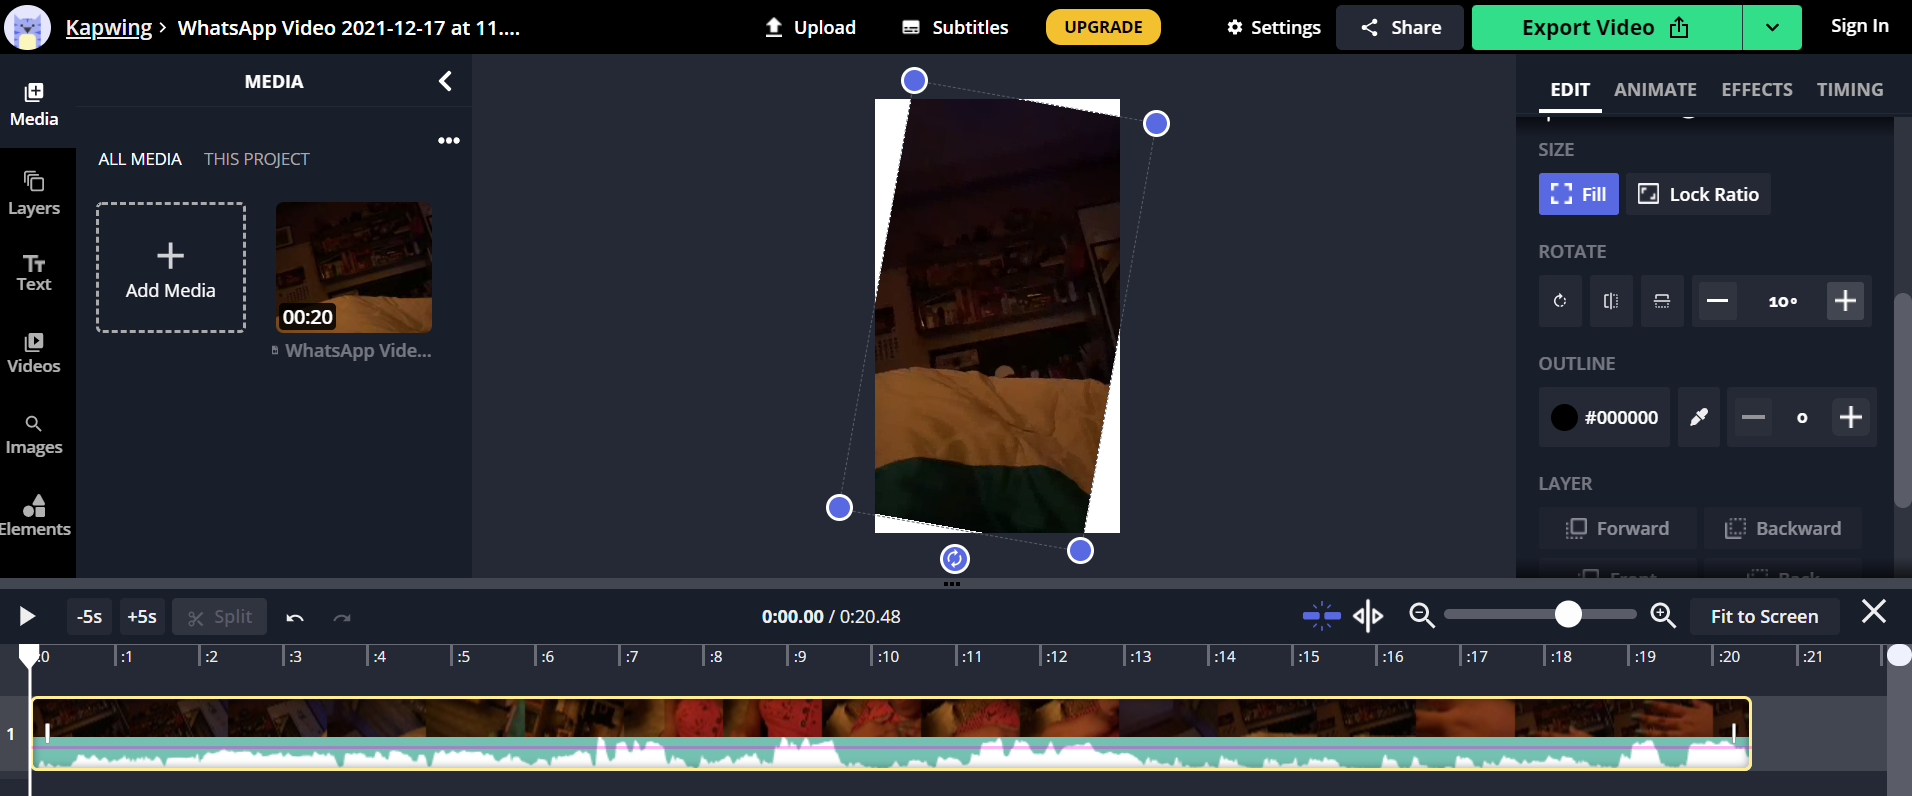 Kapwing › WhatsApp Video 2021-12-17 at 11....
Upload
Subtitles
UPGRADE
Settings
Share
Export Video
Sign In
Media
Layers
Text
Videos
Images
Elements
MEDIA
ALL MEDIA THIS PROJECT
Add Media
00:20
WhatsApp Vide...
EDIT ANIMATE EFFECTS TIMING
SIZE
Fill
Lock Ratio
ROTATE
10°
OUTLINE
#000000
0
LAYER
Forward
Backward
Front
Back
-5s
+5s
Split
0:00.00 / 0:20.48
Fit to Screen
:0 :1 :2 :3 :4 :5 :6 :7 :8 :9 :10 :11 :12 :13 :14 :15 :16 :17 :18 :19 :20 :21
1